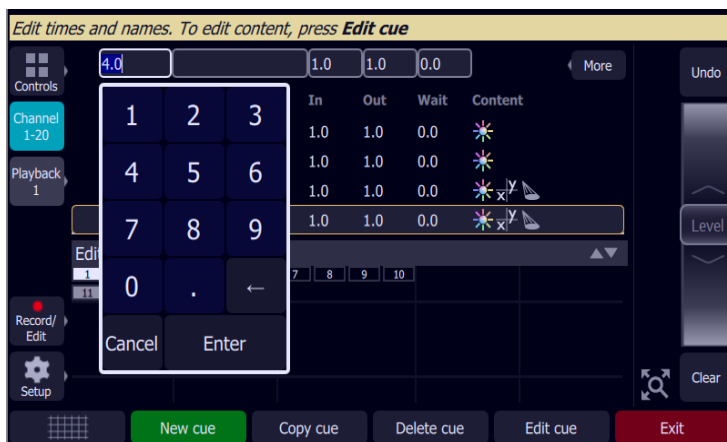 Edit times and names. To edit content, press Edit cue
4.0 1.0 1.0 0.0 More Undo
Controls
In Out Wait Content
Channel
1-20
1 2 3
1.0 1.0 0.0
1.0 1.0 0.0
Playback
1
4 5 6
1.0 1.0 0.0 x y
1.0 1.0 0.0 x y
Level
7 8 9
1 7 8 9 10
11
0 . ←
Record/
Edit
Cancel Enter
Setup
Clear
New cue Copy cue Delete cue Edit cue Exit